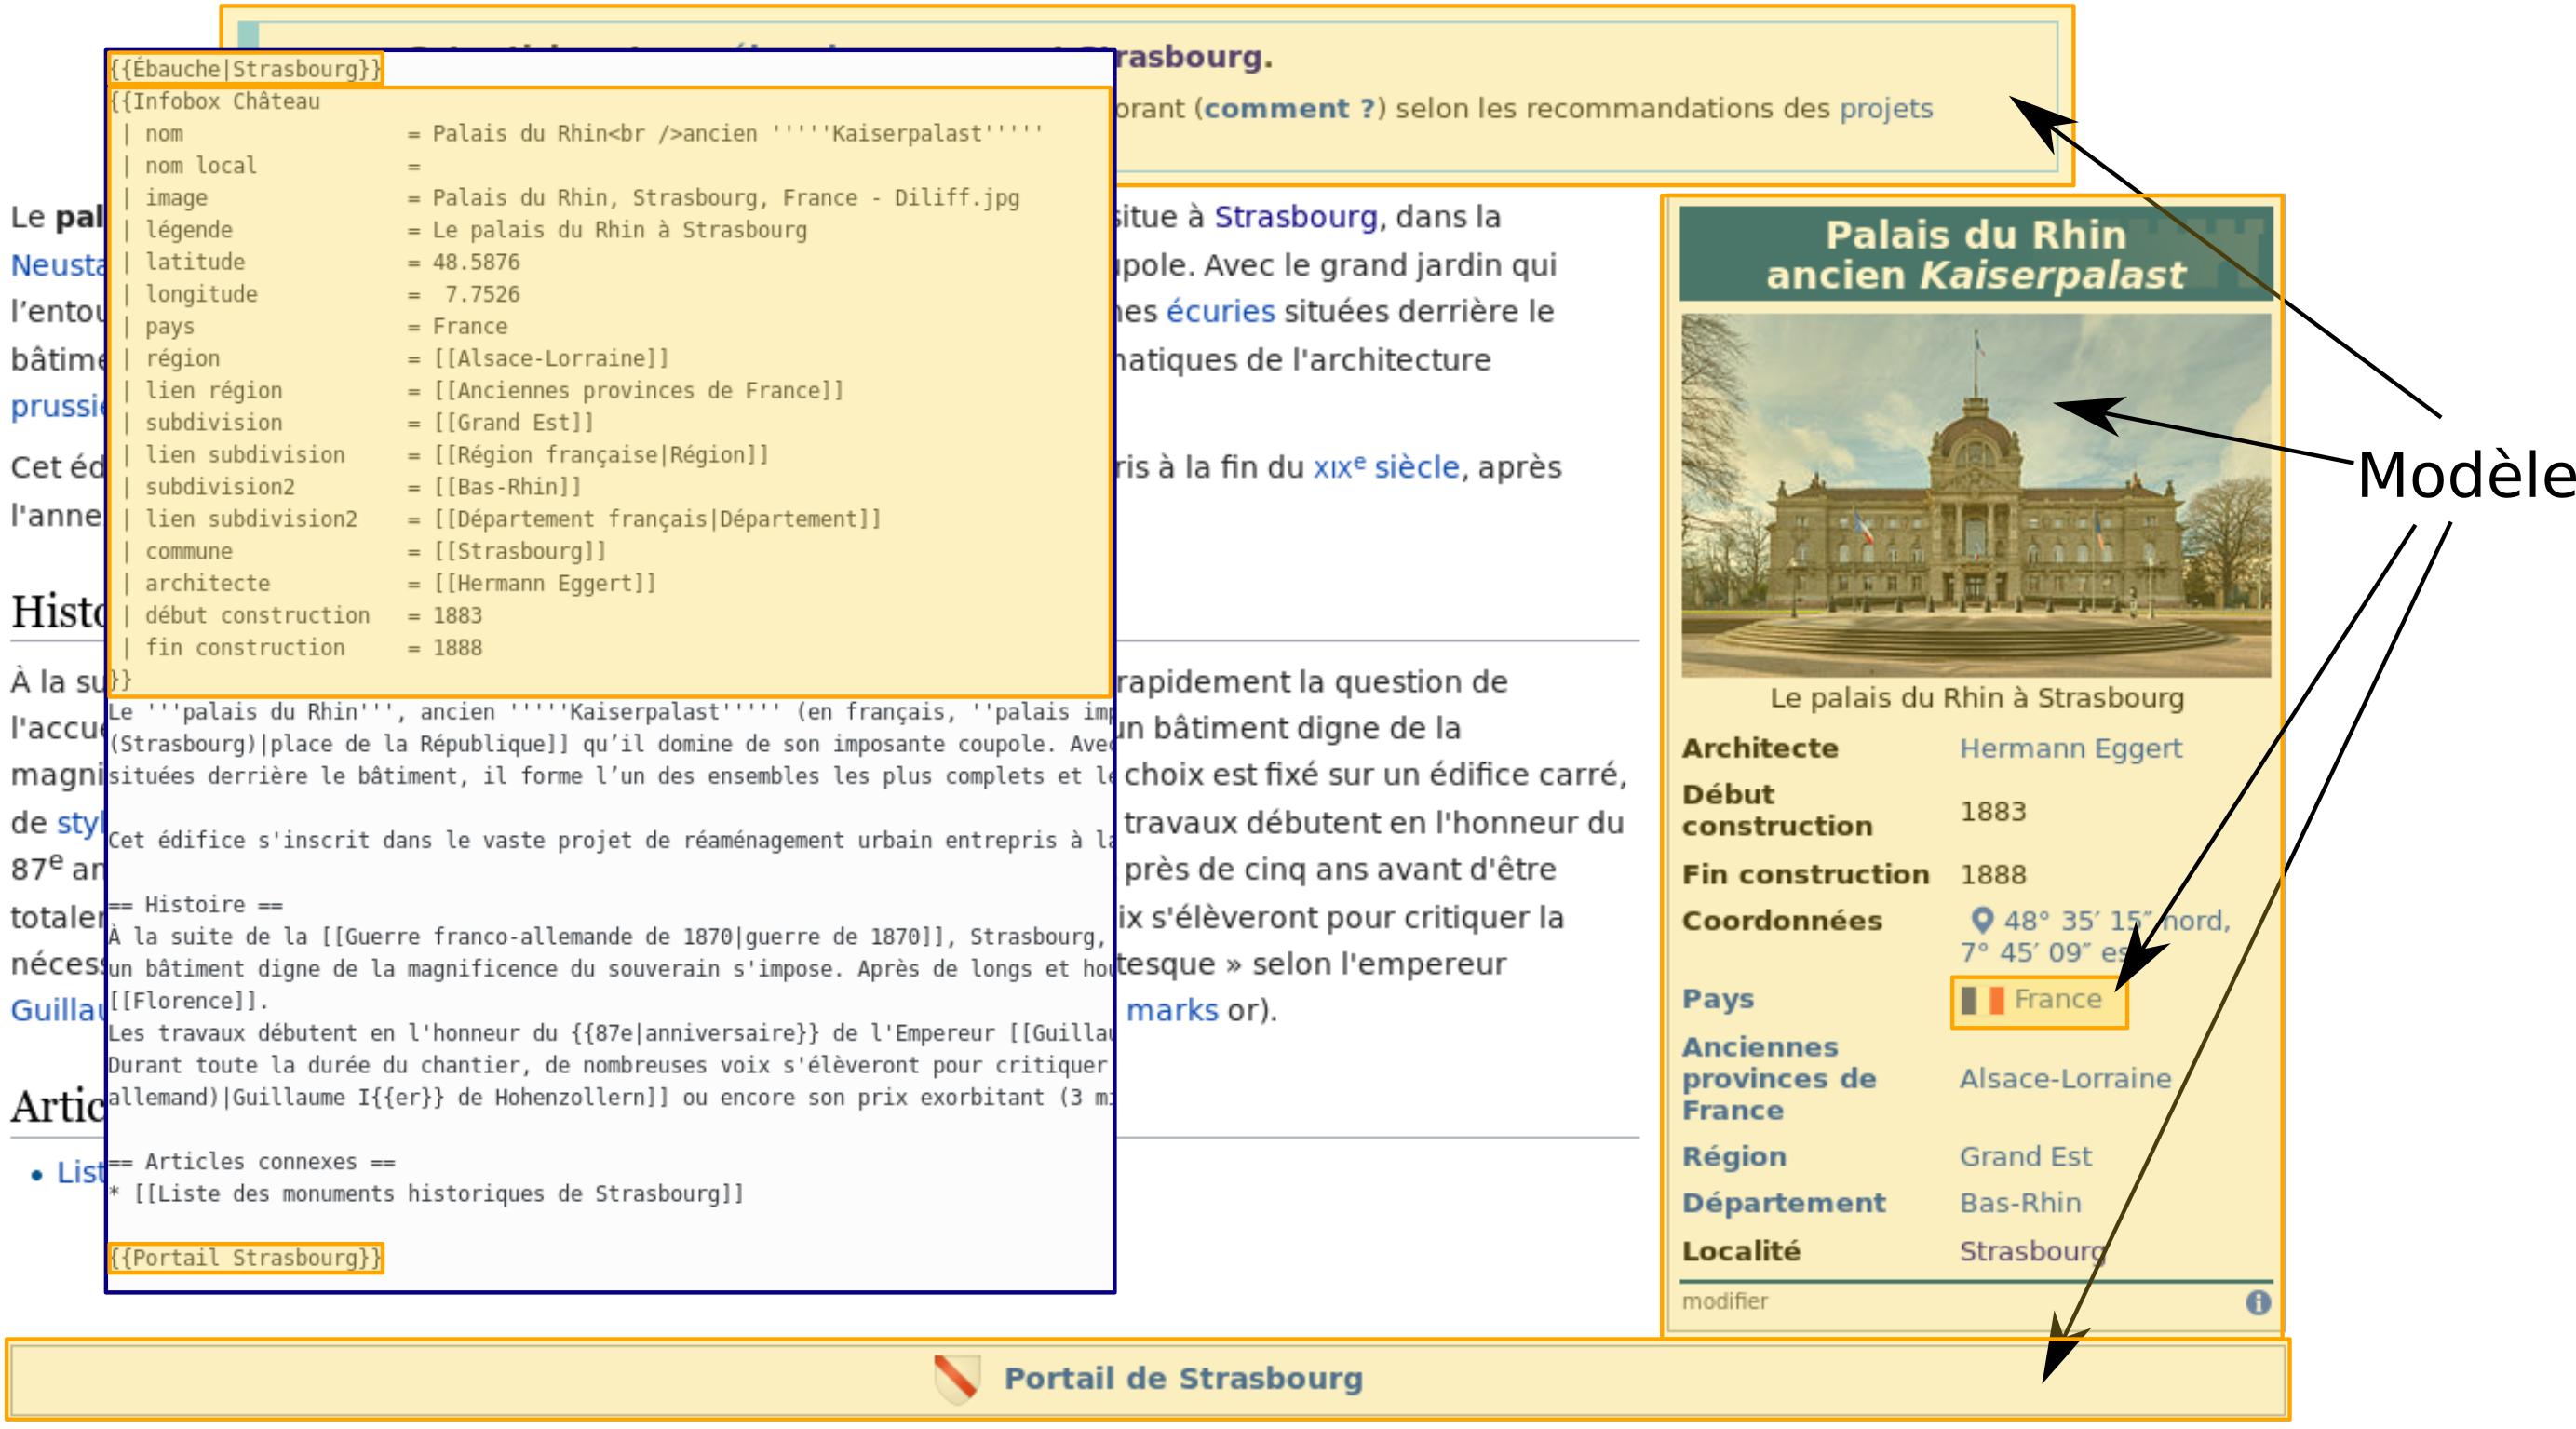 rasbourg.
orant (comment ?) selon les recommandations des projets
{{Ébauche|Strasbourg}}
{{Infobox Château
| nom = Palais du Rhin<br />ancien '''''Kaiserpalast'''''
| nom local =
| image = Palais du Rhin, Strasbourg, France - Diliff.jpg
| légende = Le palais du Rhin à Strasbourg
| latitude = 48.5876
| longitude = 7.7526
| pays = France
| région = [[Alsace-Lorraine]]
| lien région = [[Anciennes provinces de France]]
| subdivision = [[Grand Est]]
| lien subdivision = [[Région française|Région]]
| subdivision2 = [[Bas-Rhin]]
| lien subdivision2 = [[Département français|Département]]
| commune = [[Strasbourg]]
| architecte = [[Hermann Eggert]]
| début construction = 1883
| fin construction = 1888
}}
Le '''palais du Rhin''', ancien '''''Kaiserpalast''''' (en français, ''palais imp
(Strasbourg)|place de la République]] qu’il domine de son imposante coupole. Avec
situées derrière le bâtiment, il forme l’un des ensembles les plus complets et le
Cet édifice s'inscrit dans le vaste projet de réaménagement urbain entrepris à la
== Histoire ==
À la suite de la [[Guerre franco-allemande de 1870|guerre de 1870]], Strasbourg,
un bâtiment digne de la magnificence du souverain s'impose. Après de longs et hou
[[Florence]].
Les travaux débutent en l'honneur du {{87e|anniversaire}} de l'Empereur [[Guillau
Durant toute la durée du chantier, de nombreuses voix s'élèveront pour critiquer
allemand)|Guillaume I{{er}} de Hohenzollern]] ou encore son prix exorbitant (3 mi
== Articles connexes ==
* [[Liste des monuments historiques de Strasbourg]]
{{Portail Strasbourg}}
Le pal
Neusta
l’entou
bâtime
prussie
Cet éd
l'anne
Histo
À la su
l'accue
magni
de styl
87e an
totaler
nécess
Guillau
Artic
• List
situe à Strasbourg, dans la
upole. Avec le grand jardin qui
nes écuries situées derrière le
matiques de l'architecture
ris à la fin du XIXe siècle, après
rapidement la question de
un bâtiment digne de la
choix est fixé sur un édifice carré,
travaux débutent en l'honneur du
près de cinq ans avant d'être
ix s'élèveront pour critiquer la
tesque » selon l'empereur
marks or).
Palais du Rhin
ancien Kaiserpalast
Le palais du Rhin à Strasbourg
Architecte Hermann Eggert
Début
construction 1883
Fin construction 1888
Coordonnées 48° 35′ 15″ nord,
7° 45′ 09″ es
Pays France
Anciennes
provinces de Alsace-Lorraine
France
Région Grand Est
Département Bas-Rhin
Localité Strasbourg
modifier
Modèle
Portail de Strasbourg